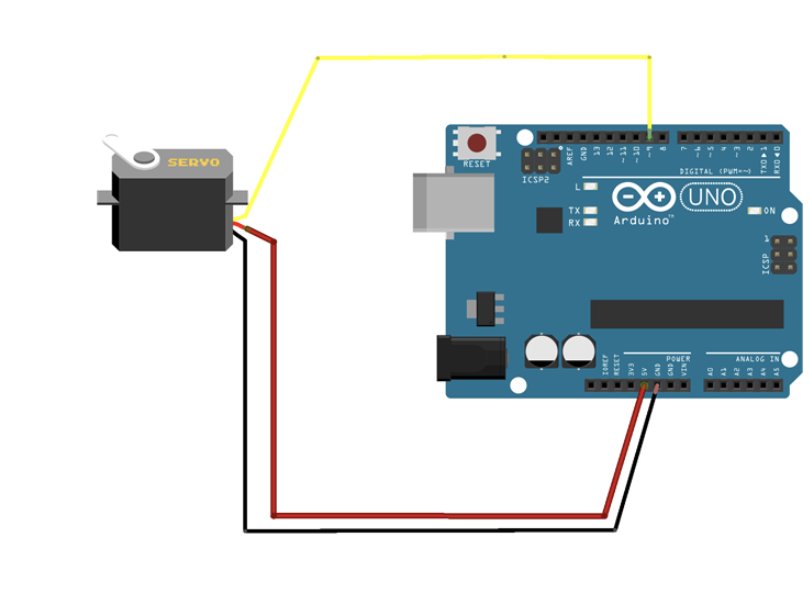 SERVO
RESET
ICSP2
AREF
GND
13
12
~11
~10
~9
8
7
~6
~5
4
~3
2
TXD▶1
RXD◀0
DIGITAL (PWM=~)
L
TX
RX
Arduino™
UNO
ON
1
ICSP
POWER
ANALOG IN
IOREF
RESET
3V3
5V
GND
GND
VIN
A0
A1
A2
A3
A4
A5